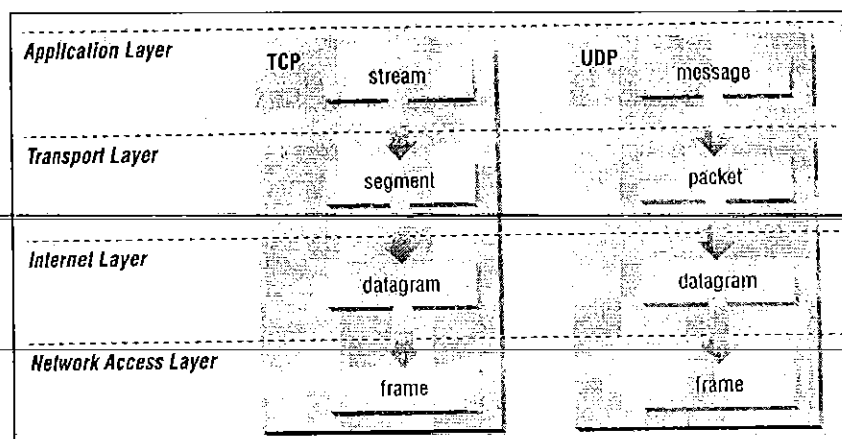 Application Layer
TCP
stream
UDP
message
Transport Layer
segment
packet
Internet Layer
datagram
datagram
Network Access Layer
frame
frame